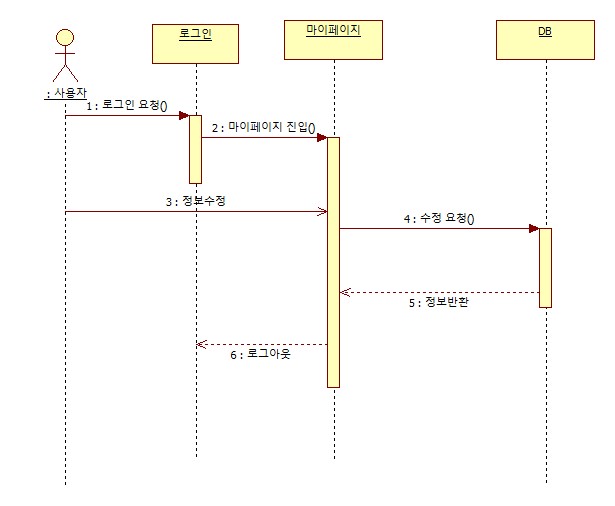 로그인
마이페이지
DB
: 사용자
1 : 로그인 요청()
2 : 마이페이지 진입()
3 : 정보수정
4 : 수정 요청()
5 : 정보반환
6 : 로그아웃